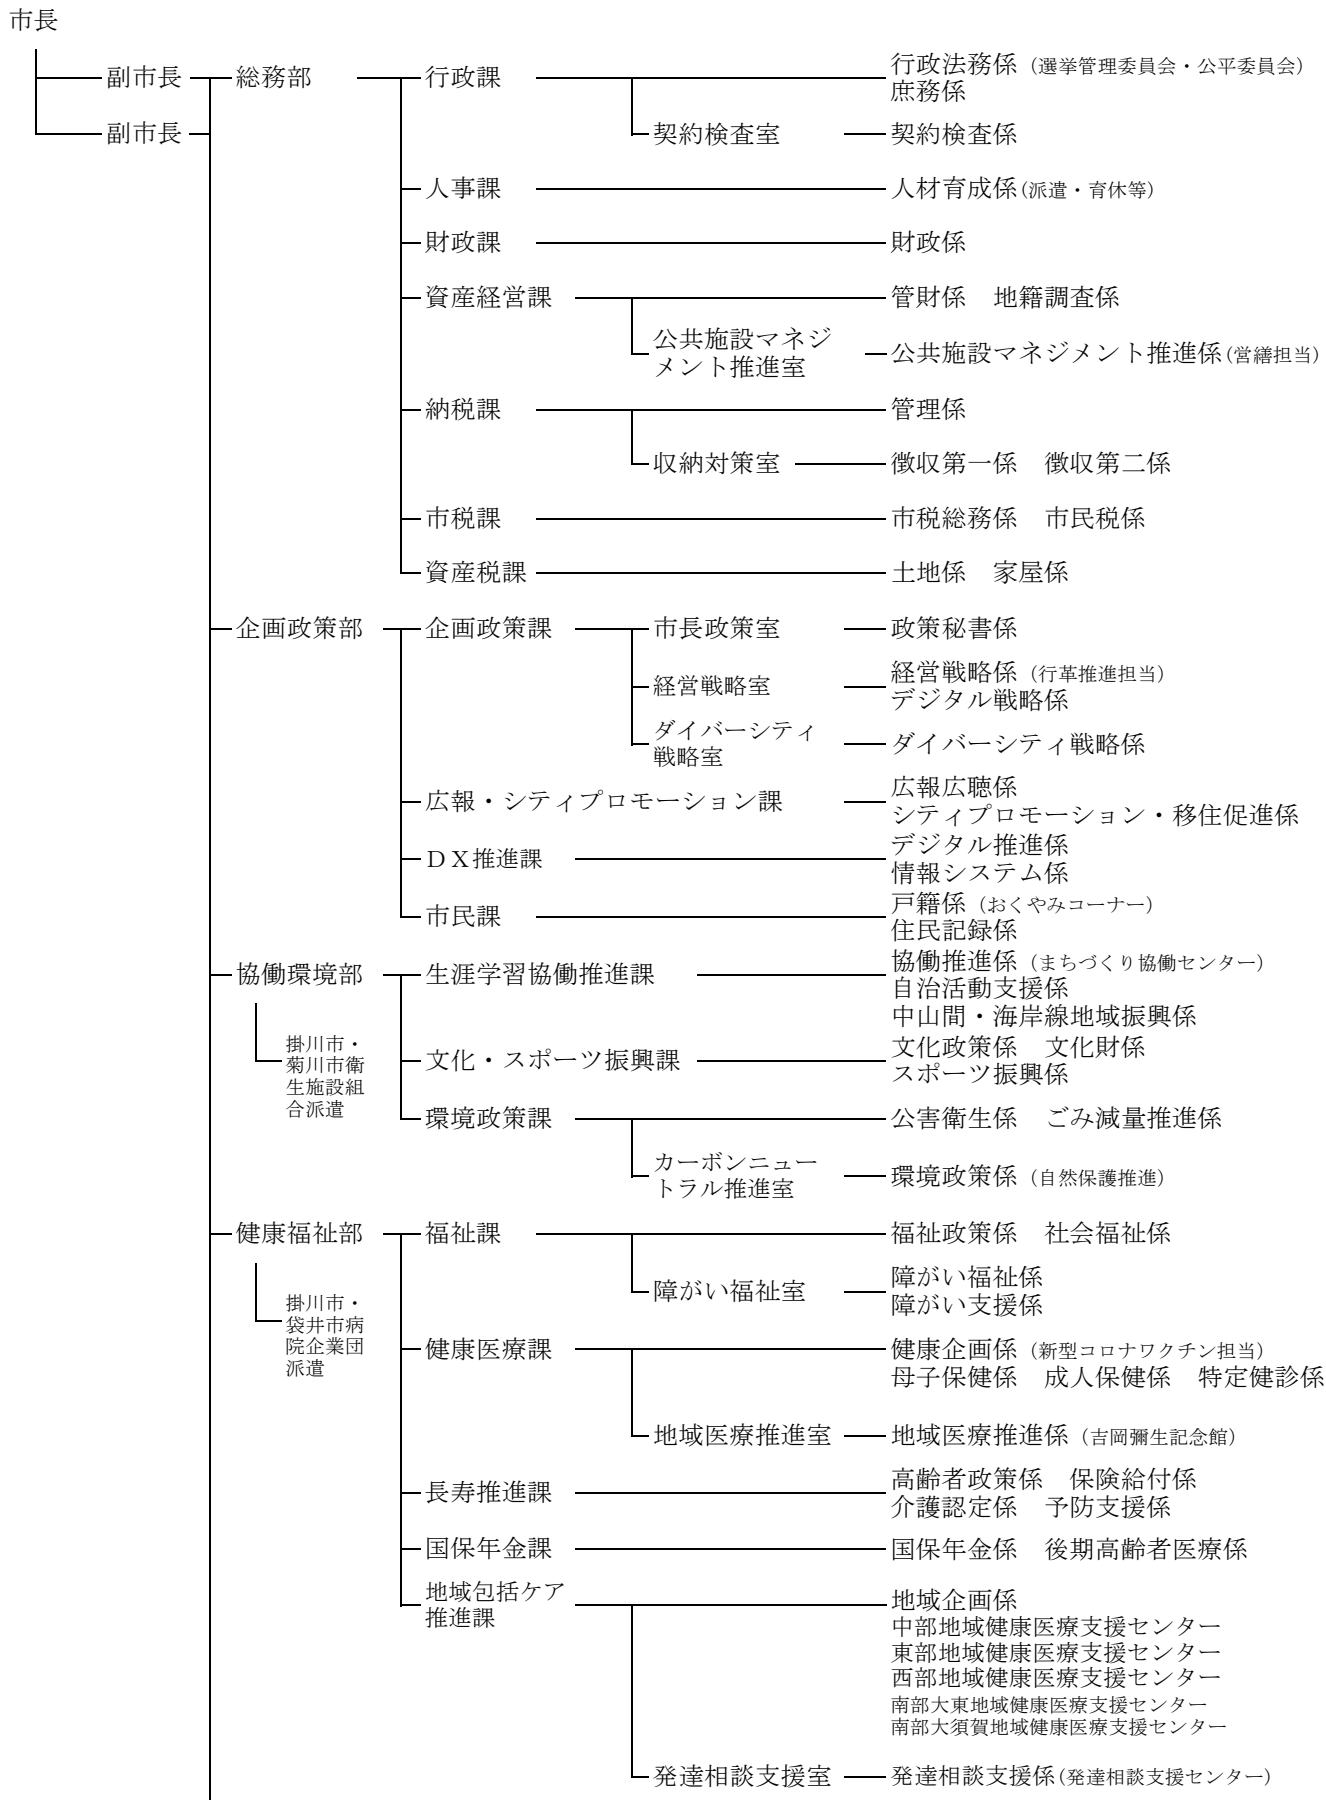 市長
副市長 総務部 行政課 行政法務係（選挙管理委員会・公平委員会）
庶務係
副市長 契約検査室 契約検査係
人事課 人材育成係(派遣・育休等)
財政課 財政係
資産経営課 管財係　地籍調査係
公共施設マネジ
メント推進室 公共施設マネジメント推進係(営繕担当)
納税課 管理係
収納対策室 徴収第一係　徴収第二係
市税課 市税総務係　市民税係
資産税課 土地係　家屋係
企画政策部 企画政策課 市長政策室 政策秘書係
経営戦略室 経営戦略係（行革推進担当）
デジタル戦略係
ダイバーシティ
戦略室 ダイバーシティ戦略係
広報・シティプロモーション課 広報広聴係
シティプロモーション・移住促進係
ＤＸ推進課 デジタル推進係
情報システム係
市民課 戸籍係（おくやみコーナー）
住民記録係
協働環境部 生涯学習協働推進課 協働推進係（まちづくり協働センター）
自治活動支援係
中山間・海岸線地域振興係
掛川市・
菊川市衛
生施設組
合派遣
文化・スポーツ振興課 文化政策係　文化財係
スポーツ振興係
環境政策課 公害衛生係　ごみ減量推進係
カーボンニュー
トラル推進室 環境政策係（自然保護推進）
健康福祉部 福祉課 福祉政策係　社会福祉係
障がい福祉室 障がい福祉係
障がい支援係
掛川市・
袋井市病
院企業団
派遣
健康医療課 健康企画係（新型コロナワクチン担当）
母子保健係　成人保健係　特定健診係
地域医療推進室 地域医療推進係（吉岡彌生記念館）
長寿推進課 高齢者政策係　保険給付係
介護認定係　予防支援係
国保年金課 国保年金係　後期高齢者医療係
地域包括ケア
推進課 地域企画係
中部地域健康医療支援センター
東部地域健康医療支援センター
西部地域健康医療支援センター
南部大東地域健康医療支援センター
南部大須賀地域健康医療支援センター
発達相談支援室 発達相談支援係(発達相談支援センター)